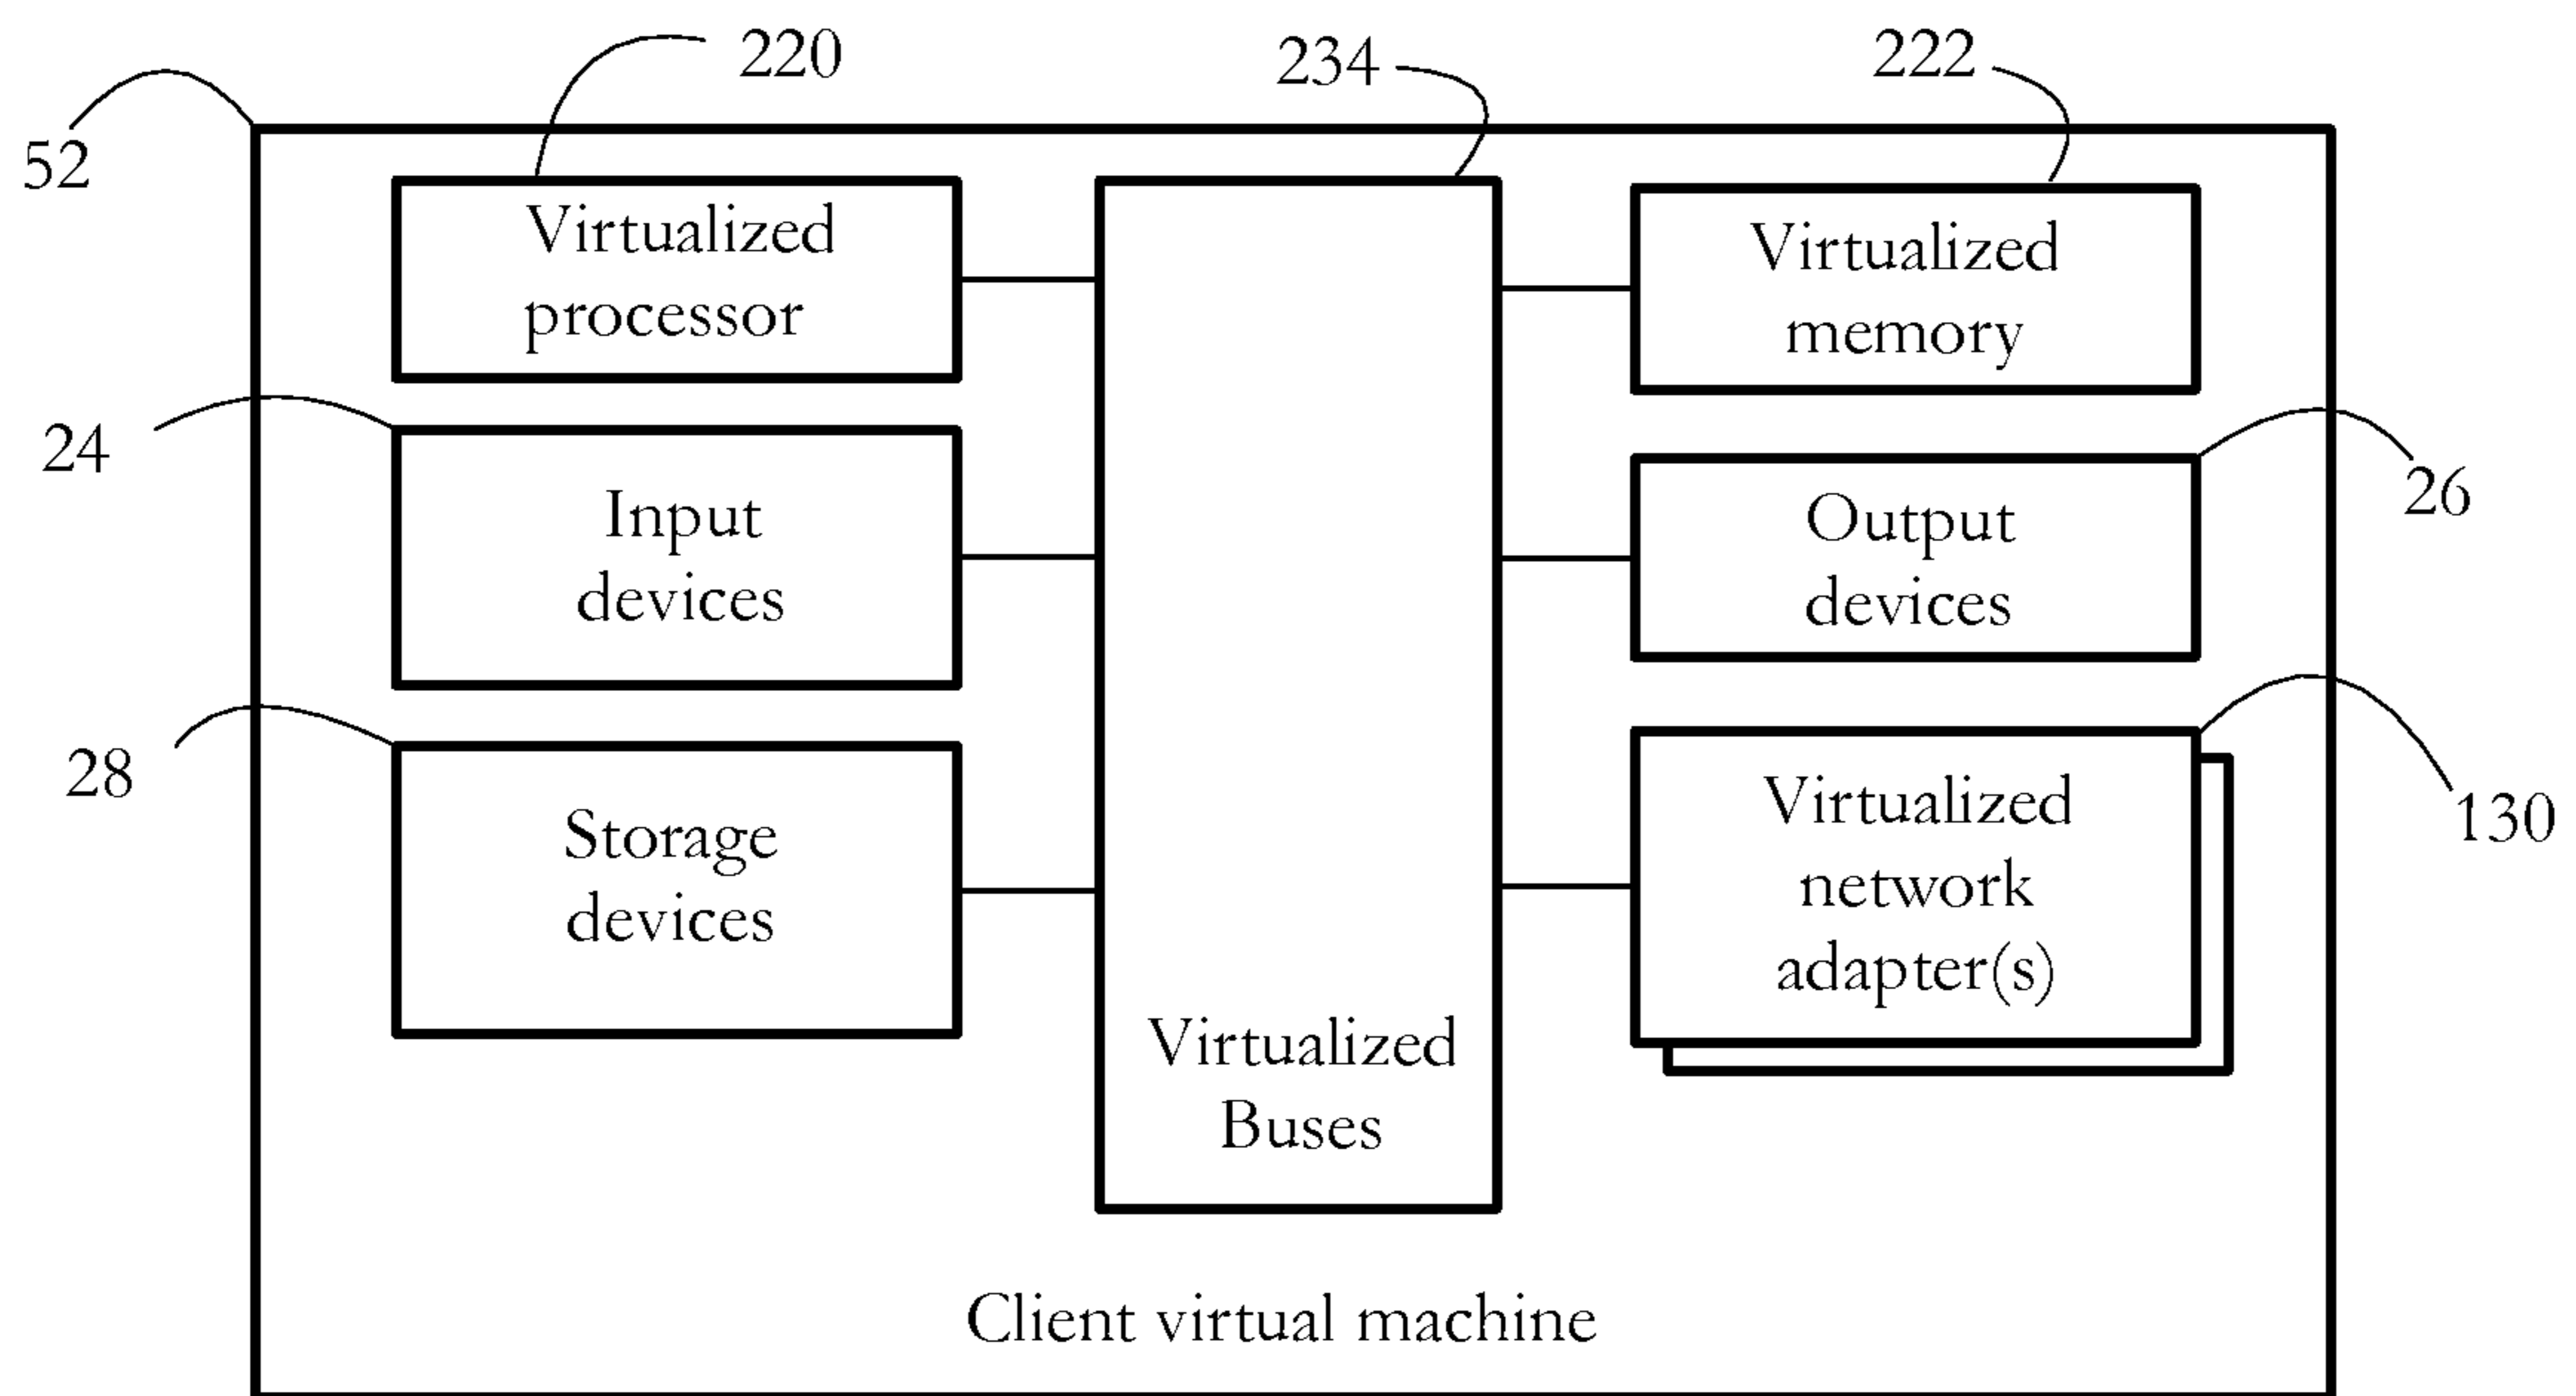 220
234
222
52
Virtualized
processor
Virtualized
memory
24
Input
devices
Output
devices
26
28
Storage
devices
Virtualized
network
adapter(s)
130
Virtualized
Buses
Client virtual machine